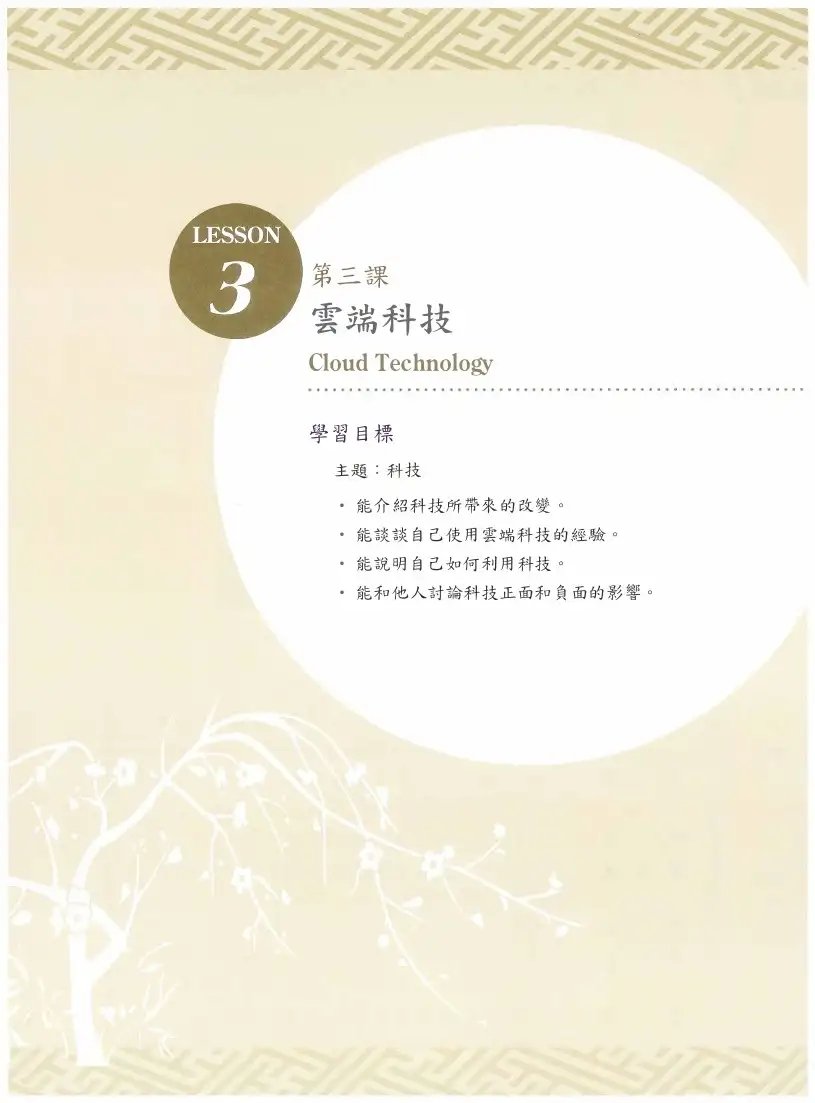 LESSON
3
第三課
雲端科技
Cloud Technology
學習目標
主題：科技
• 能介紹科技所帶來的改變。
• 能談談自己使用雲端科技的經驗。
• 能說明自己如何利用科技。
• 能和他人討論科技正面和負面的影響。